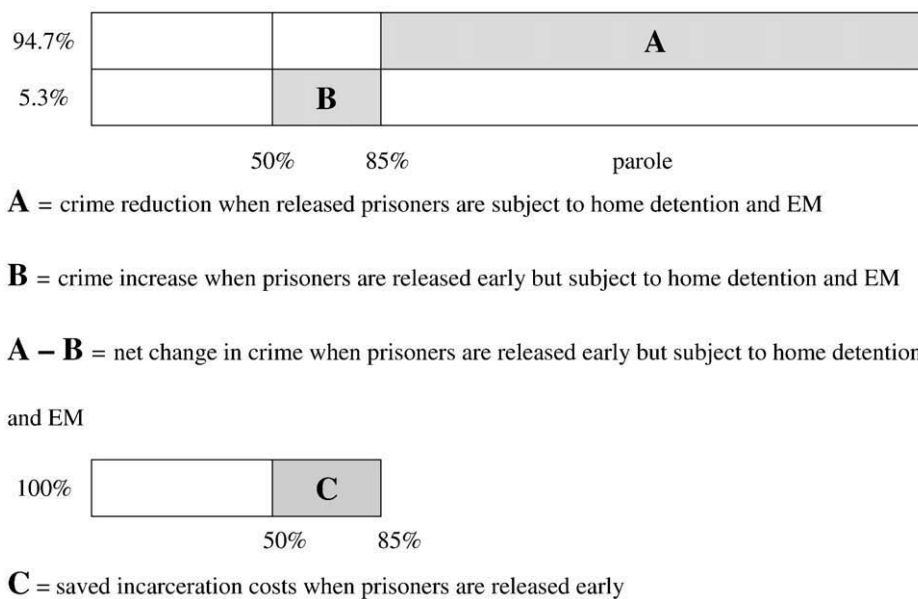 94.7%
A
5.3%
B
50% 85% parole
A = crime reduction when released prisoners are subject to home detention and EM
B = crime increase when prisoners are released early but subject to home detention and EM
A – B = net change in crime when prisoners are released early but subject to home detention
and EM
100%
C
50% 85%
C = saved incarceration costs when prisoners are released early